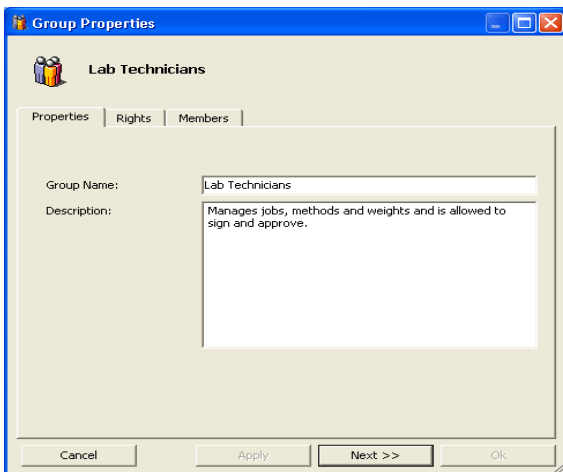 Group Properties
Lab Technicians
Properties Rights Members
Group Name: Lab Technicians
Description: Manages jobs, methods and weights and is allowed to
sign and approve.
Cancel Apply Next >> Ok